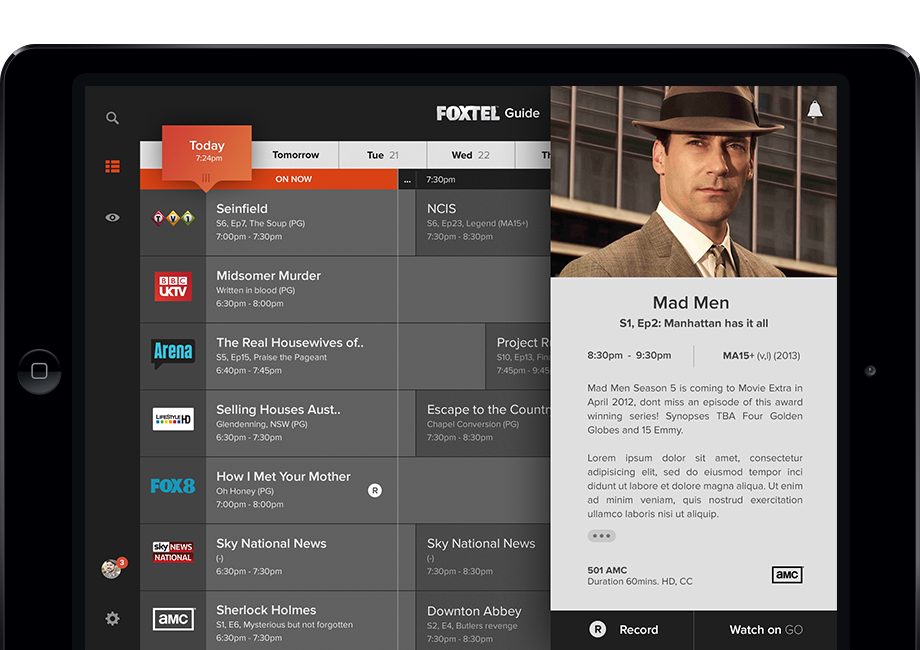 FOXTEL Guide
Today
7:24pm
Tomorrow
Tue 21
Wed 22
Th
ON NOW
...
7:30pm
TV1
Seinfield
S6, Ep7, The Soup (PG)
7:00pm - 7:30pm
NCIS
S6, Ep23, Legend (MA15+)
7:30pm - 8:30pm
BBC
UKTV
Midsomer Murder
Written in blood (PG)
6:30pm - 8:00pm
Arena
The Real Housewives of..
S5, Ep15, Praise the Pageant
6:40pm - 7:45pm
Project R
S10, Ep13, Fina
7:45pm - 9:45
LIFESTYLE HD
Selling Houses Aust..
Glendenning, NSW (PG)
6:30pm - 7:30pm
Escape to the Countr
Chapel Conversion (PG)
7:30pm - 8:30pm
FOX8
How I Met Your Mother
Oh Honey (PG)
7:00pm - 8:00pm
R
sky NEWS
NATIONAL
Sky National News
(-)
6:30pm - 7:30pm
Sky National News
(-)
7:30pm - 8:30pm
3
aMC
Sherlock Holmes
S1, E6, Mysterious but not forgotten
6:30pm - 7:30pm
Downton Abbey
S2, E4, Butlers revenge
7:30pm - 8:30pm
Mad Men
S1, Ep2: Manhattan has it all
8:30pm - 9:30pm
MA15+ (v,l) (2013)
Mad Men Season 5 is coming to Movie Extra in
April 2012, dont miss an episode of this award
winning series! Synopses TBA Four Golden
Globes and 15 Emmy.
Lorem ipsum dolor sit amet, consectetur
adipisicing elit, sed do eiusmod tempor inci
didunt ut labore et dolore magna aliqua. Ut enim
ad minim veniam, quis nostrud exercitation
ullamco laboris nisi ut aliquip.
501 AMC
Duration 60mins. HD, CC
aMC
R Record
Watch on GO